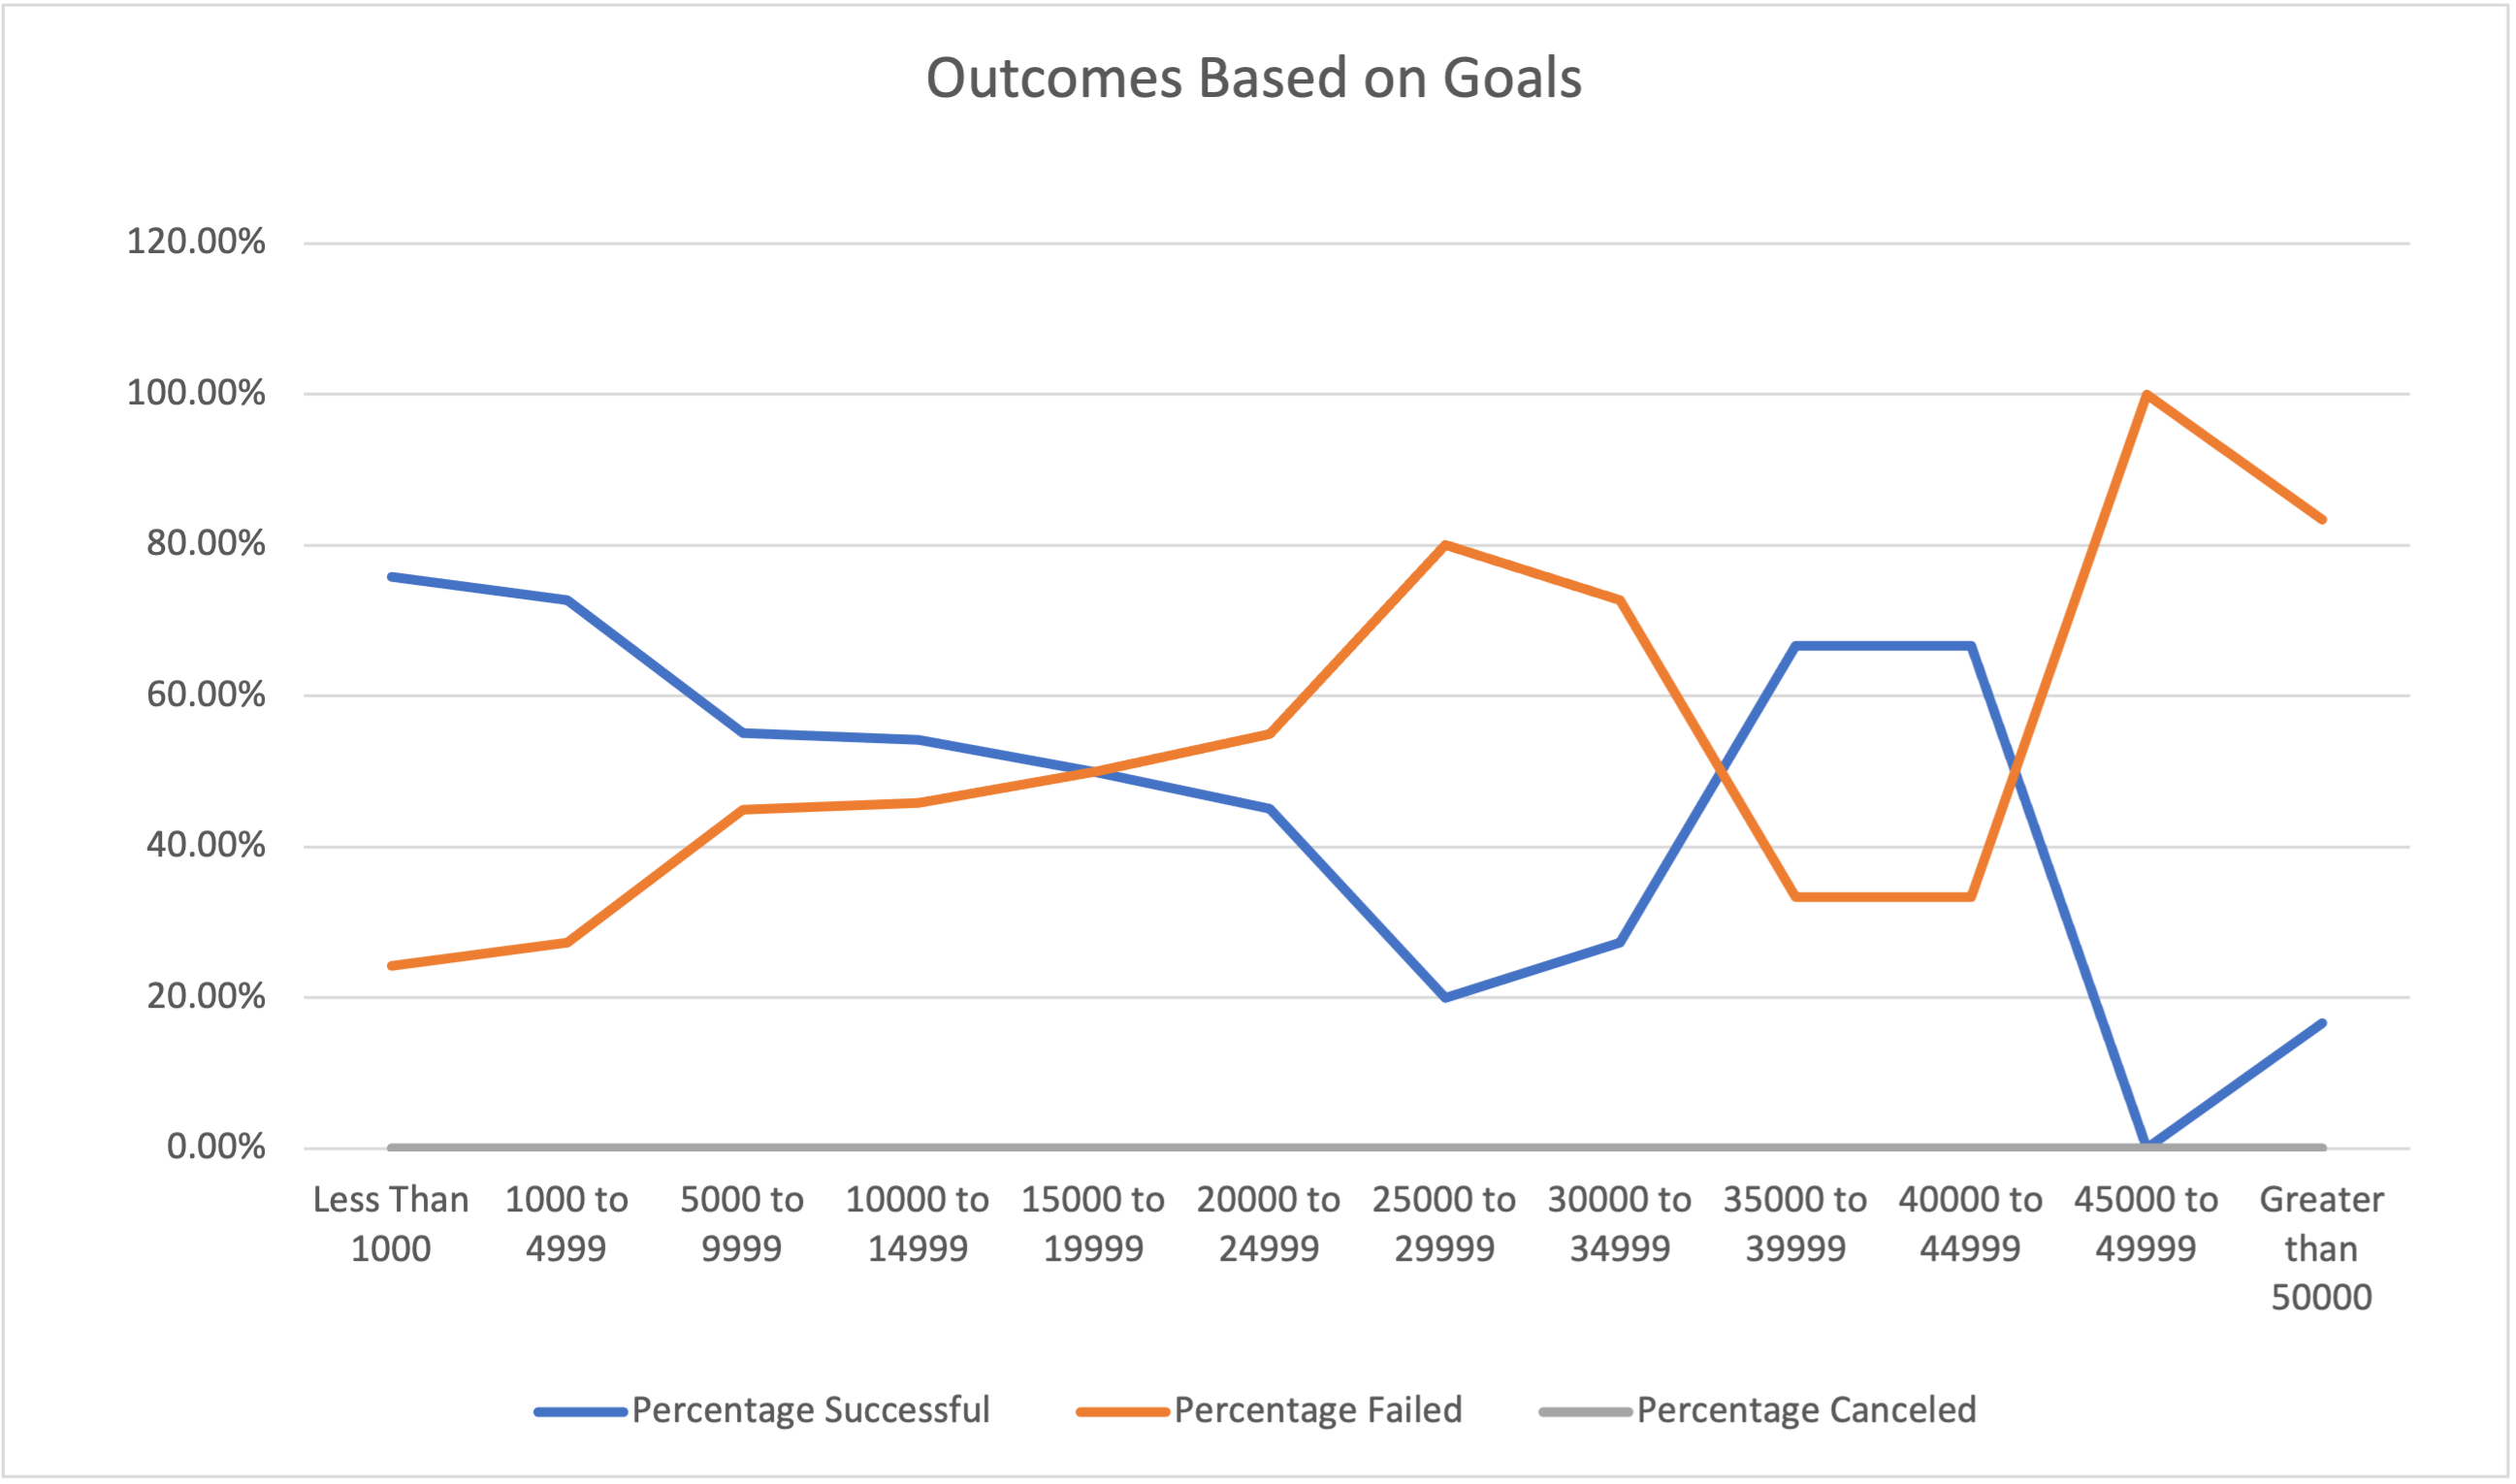 Outcomes Based on Goals
120.00%
100.00%
80.00%
60.00%
40.00%
20.00%
0.00%
Less Than
1000
1000 to
4999
5000 to
9999
10000 to
14999
15000 to
19999
20000 to
24999
25000 to
29999
30000 to
34999
35000 to
39999
40000 to
44999
45000 to
49999
Greater
than
50000
Percentage Successful
Percentage Failed
Percentage Canceled